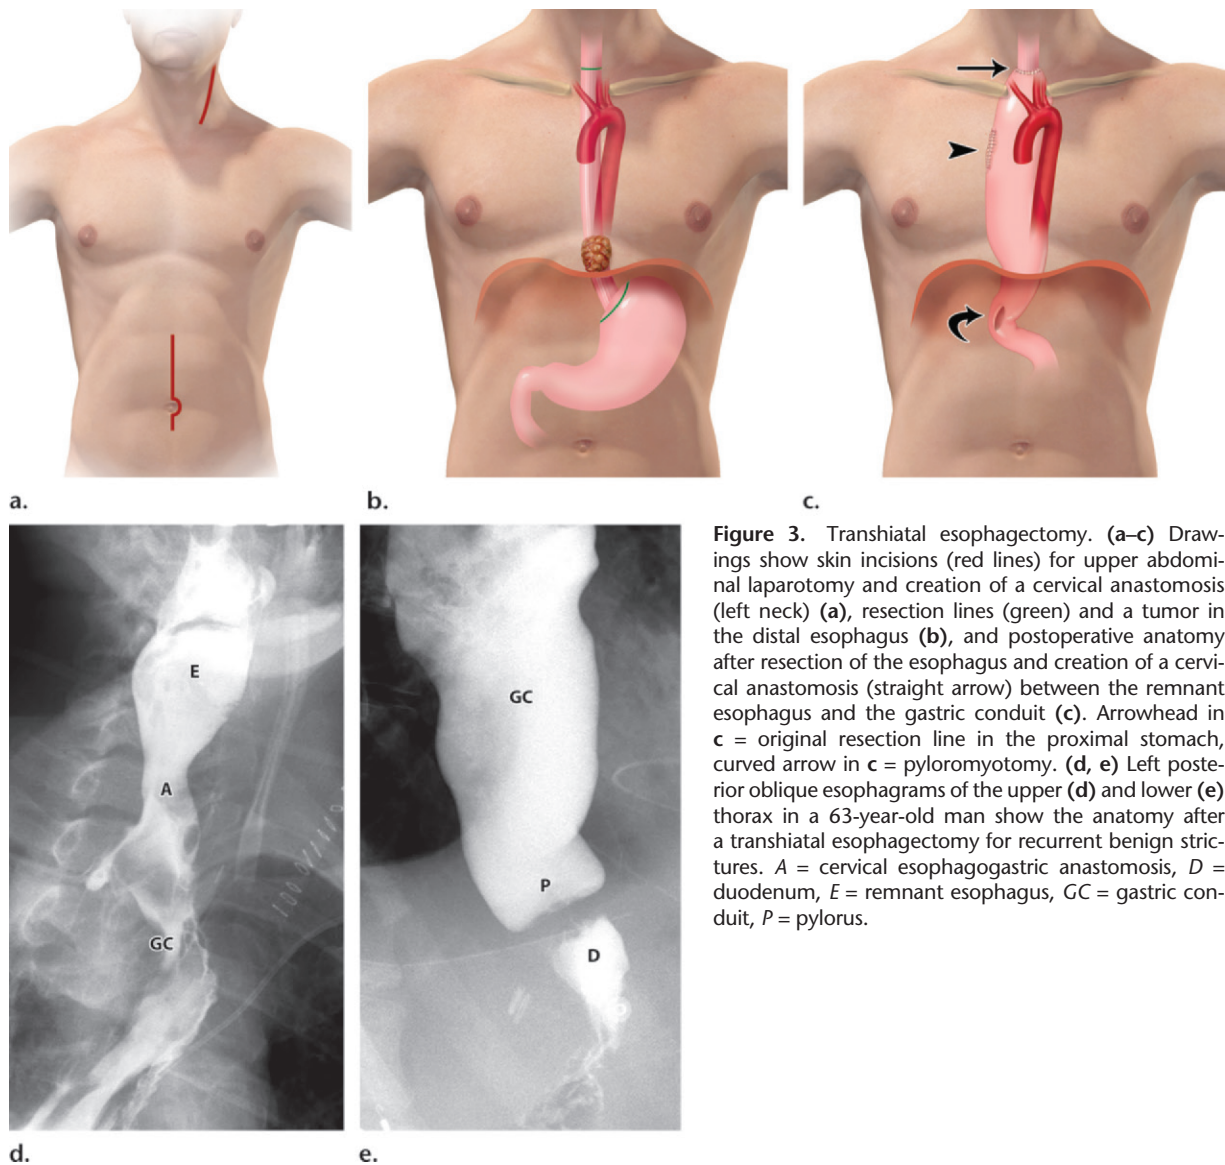 a.
b.
c.
E
A
GC
GC
P
D
d.
e.
Figure 3. Transhiatal esophagectomy. (a–c) Draw-
ings show skin incisions (red lines) for upper abdomi-
nal laparotomy and creation of a cervical anastomosis
(left neck) (a), resection lines (green) and a tumor in
the distal esophagus (b), and postoperative anatomy
after resection of the esophagus and creation of a cervi-
cal anastomosis (straight arrow) between the remnant
esophagus and the gastric conduit (c). Arrowhead in
c = original resection line in the proximal stomach,
curved arrow in c = pyloromyotomy. (d, e) Left poste-
rior oblique esophagrams of the upper (d) and lower (e)
thorax in a 63-year-old man show the anatomy after
a transhiatal esophagectomy for recurrent benign stric-
tures. A = cervical esophagogastric anastomosis, D =
duodenum, E = remnant esophagus, GC = gastric con-
duit, P = pylorus.